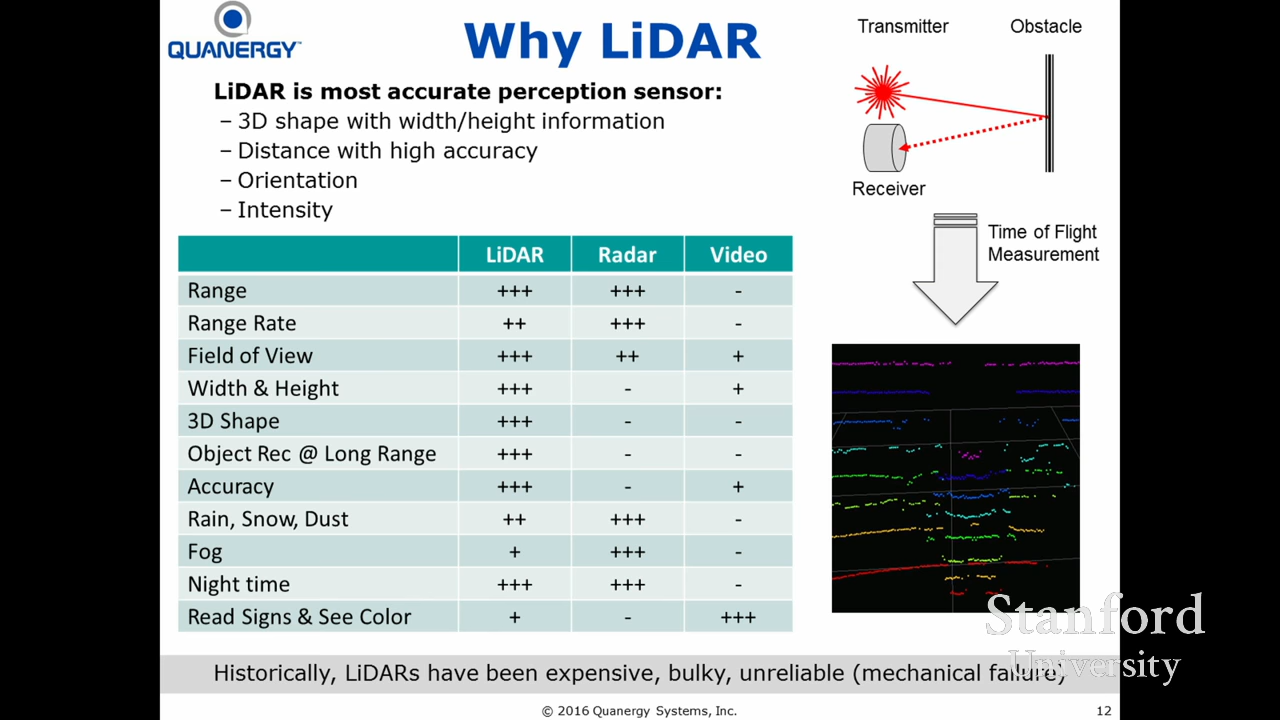 QUANERGY™
Why LiDAR
LiDAR is most accurate perception sensor:
– 3D shape with width/height information
– Distance with high accuracy
– Orientation
– Intensity
Transmitter Obstacle
Receiver
Time of Flight
Measurement
LiDAR Radar Video
Range +++ +++ -
Range Rate ++ +++ -
Field of View +++ ++ +
Width & Height +++ - +
3D Shape +++ - -
Object Rec @ Long Range +++ - -
Accuracy +++ - +
Rain, Snow, Dust ++ +++ -
Fog + +++ -
Night time +++ +++ -
Read Signs & See Color + - +++
Stanford
University
Historically, LiDARs have been expensive, bulky, unreliable (mechanical failure)
© 2016 Quanergy Systems, Inc.
12